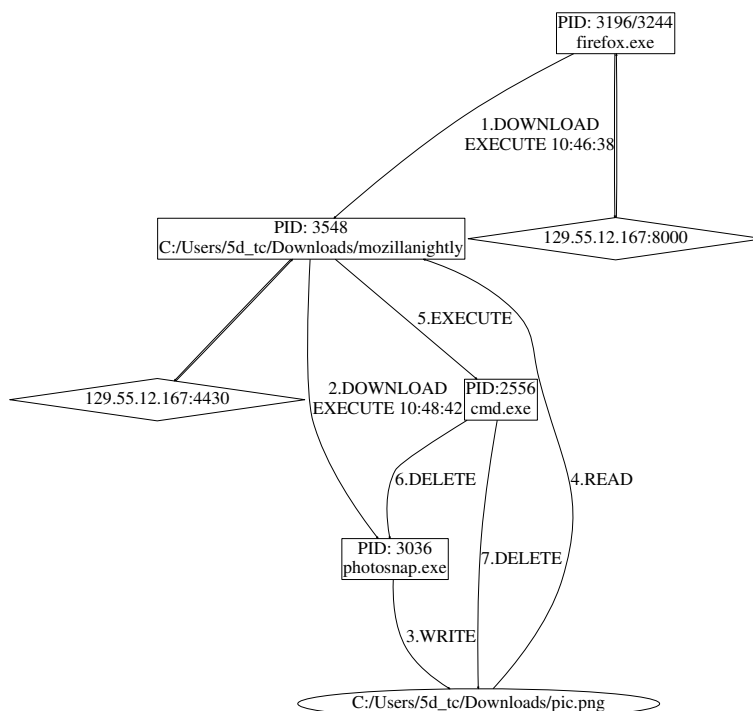 PID: 3196/3244
firefox.exe
1.DOWNLOAD
EXECUTE 10:46:38
PID: 3548
C:/Users/5d_tc/Downloads/mozillanightly
129.55.12.167:8000
5.EXECUTE
129.55.12.167:4430
2.DOWNLOAD
EXECUTE 10:48:42
PID:2556
cmd.exe
6.DELETE
4.READ
PID: 3036
photosnap.exe
7.DELETE
3.WRITE
C:/Users/5d_tc/Downloads/pic.png